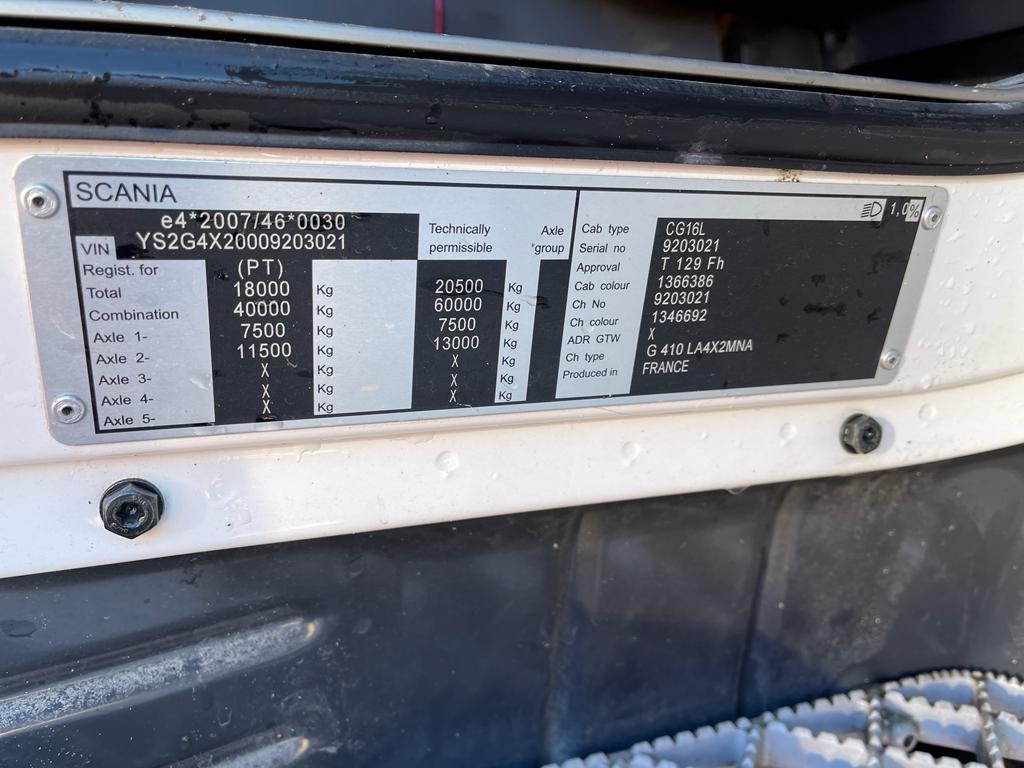 SCANIA
e4*2007/46*0030
VIN YS2G4X20009203021
Technically permissible
Axle group
Regist. for (PT)
Total 18000 Kg 20500 Kg
Combination 40000 Kg 60000 Kg
Axle 1- 7500 Kg 7500 Kg
Axle 2- 11500 Kg 13000 Kg
Axle 3- X Kg X Kg
Axle 4- X Kg X Kg
Axle 5- X Kg X Kg
1,0%
Cab type CG16L
Serial no 9203021
Approval T 129 Fh
Cab colour 1366386
Ch No 9203021
Ch colour 1346692
ADR GTW X
Ch type G 410 LA4X2MNA
Produced in FRANCE